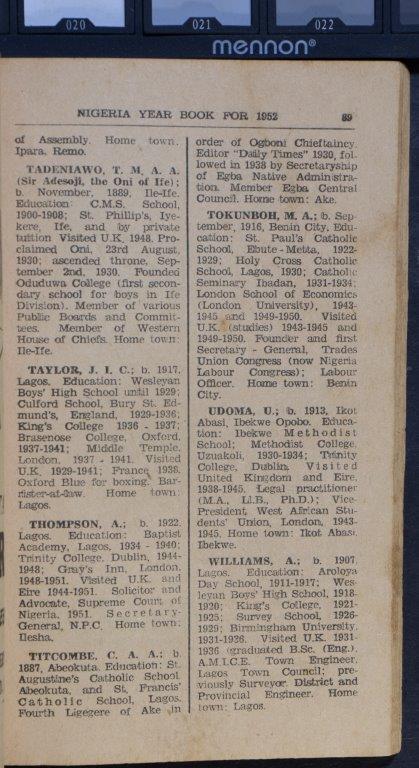 020
021
022
mennon®
NIGERIA YEAR BOOK FOR 1952
89
of Assembly. Home town:
Ipara. Remo.
TADENIAWO, T. M. A. A.
(Sir Adesoji, the Oni of Ife);
b. November, 1889, Ile-Ife.
Education: C.M.S. School,
1900-1908; St. Phillip's, Iye-
kere, Ife, and by private
tuition Visited U.K. 1948. Pro-
claimed Oni, 23rd August,
1930; ascended throne, Sep-
tember 2nd, 1930. Founded
Oduduwa College (first secon-
dary school for boys in Ife
Division). Member of various
Public Boards and Commit-
tees. Member of Western
House of Chiefs. Home town:
Ile-Ife.
TAYLOR, J. I. C.; b. 1917,
Lagos. Education: Wesleyan
Boys' High School until 1929;
Culford School, Bury St. Ed-
mund's, England, 1929-1936;
King's College 1936 - 1937;
Brasenose College, Oxford,
1937-1941; Middle Temple,
London, 1937 - 1941. Visited
U.K. 1929-1941; France 1938.
Oxford Blue for boxing. Bar-
rister-at-Law. Home town:
Lagos.
THOMPSON, A.; b. 1922,
Lagos. Education: Baptist
Academy, Lagos, 1934 - 1940;
Trinity College, Dublin, 1944-
1948; Gray's Inn, London,
1948-1951. Visited U.K. and
Eire 1944-1951. Solicitor and
Advocate, Supreme Court of
Nigeria, 1951. Secretary-
General, N.P.C. Home town:
Ilesha.
TITCOMBE, C. A. A.; b.
1887, Abeokuta. Education: St.
Augustine's Catholic School
Abeokuta, and St. Francis'
Catholic School, Lagos.
Fourth Ligegere of Ake in
order of Ogboni Chieftaincy.
Editor "Daily Times" 1930, fol-
lowed in 1938 by Secretaryship
of Egba Native Administra-
tion. Member Egba Central
Council. Home town: Ake.
TOKUNBOH, M. A.; b. Sep-
tember, 1916, Benin City, Edu-
cation: St. Paul's Catholic
School, Ebute-Metta, 1922-
1929; Holy Cross Catholic
School, Lagos, 1930; Catholic
Seminary Ibadan, 1931-1934;
London School of Economics
(London University), 1943-
1945 and 1949-1950. Visited
U.K. (studies) 1943-1945 and
1949-1950. Founder and first
Secretary - General, Trades
Union Congress (now Nigeria
Labour Congress); Labour
Officer. Home town: Benin
City.
UDOMA, U.; b. 1913, Ikot
Abasi, Ibekwe Opobo. Educa-
tion: Ibekwe Methodist
School; Methodist College,
Uzuakoli, 1930-1934; Trinity
College, Dublin. Visited
United Kingdom and Eire,
1938-1945. Legal practitioner
(M.A., Ll.B., Ph.D.); Vice-
President West African Stu-
dents' Union, London, 1943-
1945. Home town: Ikot Abasi,
Ibekwe.
WILLIAMS, A.; b. 1907,
Lagos. Education: Aroloya
Day School, 1911-1917; Wes-
leyan Boys' High School, 1918-
1920; King's College, 1921-
1925; Survey School, 1926-
1929; Birmingham University,
1931-1936. Visited U.K. 1931-
1936 (graduated B.Sc. (Eng.),
A.M.I.C.E. Town Engineer,
Lagos Town Council; pre-
viously Surveyor, District and
Provincial Engineer. Home
town: Lagos.